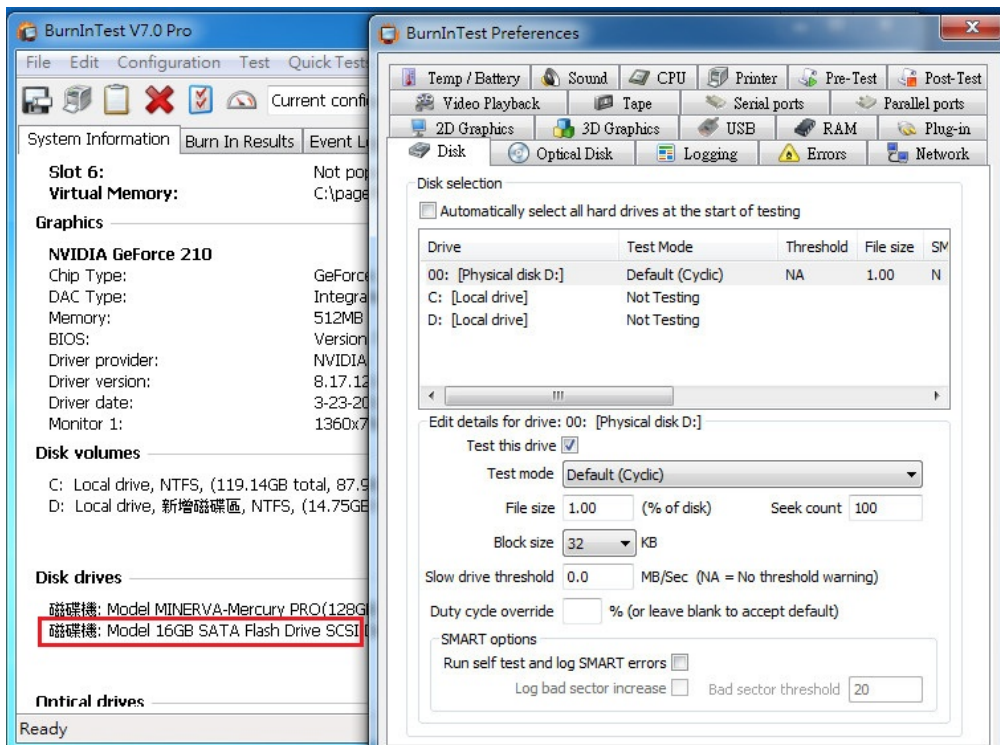 BurnInTest V7.0 Pro
File Edit Configuration Test Quick Test
Current confi
System Information Burn In Results Event L
Slot 6: Not pop
Virtual Memory: C:\page
Graphics
NVIDIA GeForce 210
Chip Type: GeForce
DAC Type: Integra
Memory: 512MB
BIOS: Version
Driver provider: NVIDIA
Driver version: 8.17.12
Driver date: 3-23-20
Monitor 1: 1360x7
Disk volumes
C: Local drive, NTFS, (119.14GB total, 87.9
D: Local drive, 新增磁碟區, NTFS, (14.75GB
Disk drives
磁碟機: Model MINERVA-Mercury PRO(128G
磁碟機: Model 16GB SATA Flash Drive SCSI
Optical drives
Ready
BurnInTest Preferences
Temp / Battery Sound CPU Printer Pre-Test Post-Test
Video Playback Tape Serial ports Parallel ports
2D Graphics 3D Graphics USB RAM Plug-in
Disk Optical Disk Logging Errors Network
Disk selection
Automatically select all hard drives at the start of testing
Drive Test Mode Threshold File size SM
00: [Physical disk D:] Default (Cyclic) NA 1.00 N
C: [Local drive] Not Testing
D: [Local drive] Not Testing
Edit details for drive: 00: [Physical disk D:]
Test this drive
Test mode Default (Cyclic)
File size 1.00 (% of disk) Seek count 100
Block size 32 KB
Slow drive threshold 0.0 MB/Sec (NA = No threshold warning)
Duty cycle override % (or leave blank to accept default)
SMART options
Run self test and log SMART errors
Log bad sector increase Bad sector threshold 20